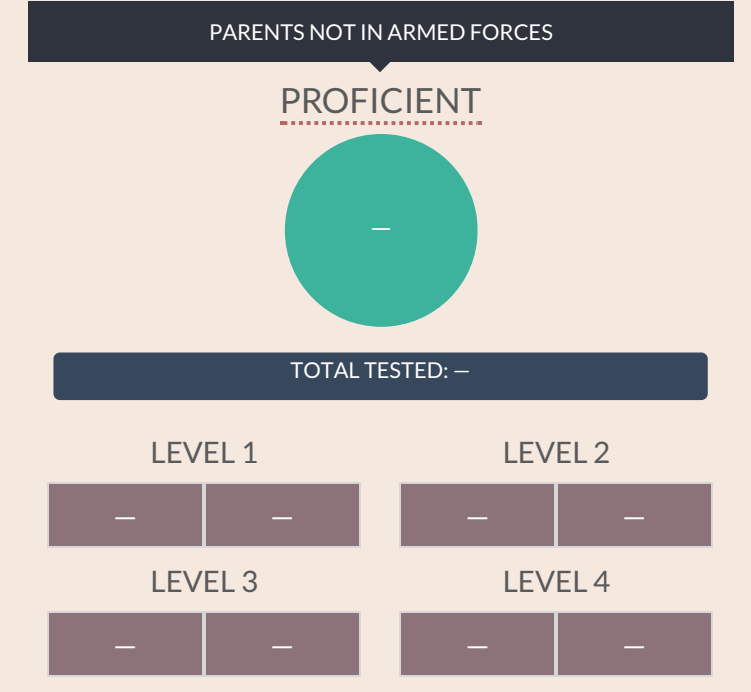 PARENTS NOT IN ARMED FORCES
PROFICIENT
—
TOTAL TESTED: —
LEVEL 1 LEVEL 2
— — — —
LEVEL 3 LEVEL 4
— — — —